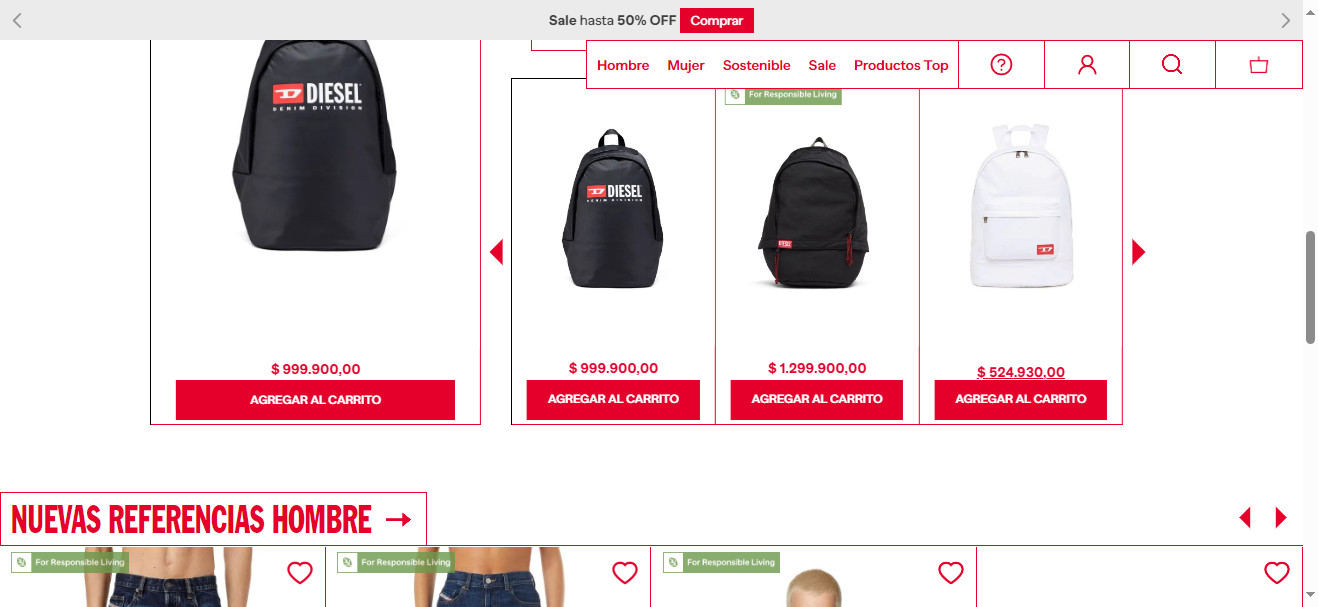 Sale hasta 50% OFF Comprar
Hombre Mujer Sostenible Sale Productos Top
For Responsible Living
DIESEL
DENIM DIVISION
DIESEL
DENIM DIVISION
DIESEL
$ 999.900,00
AGREGAR AL CARRITO
$ 999.900,00
AGREGAR AL CARRITO
$ 1.299.900,00
AGREGAR AL CARRITO
$ 524.930,00
AGREGAR AL CARRITO
NUEVAS REFERENCIAS HOMBRE →
For Responsible Living
For Responsible Living
For Responsible Living